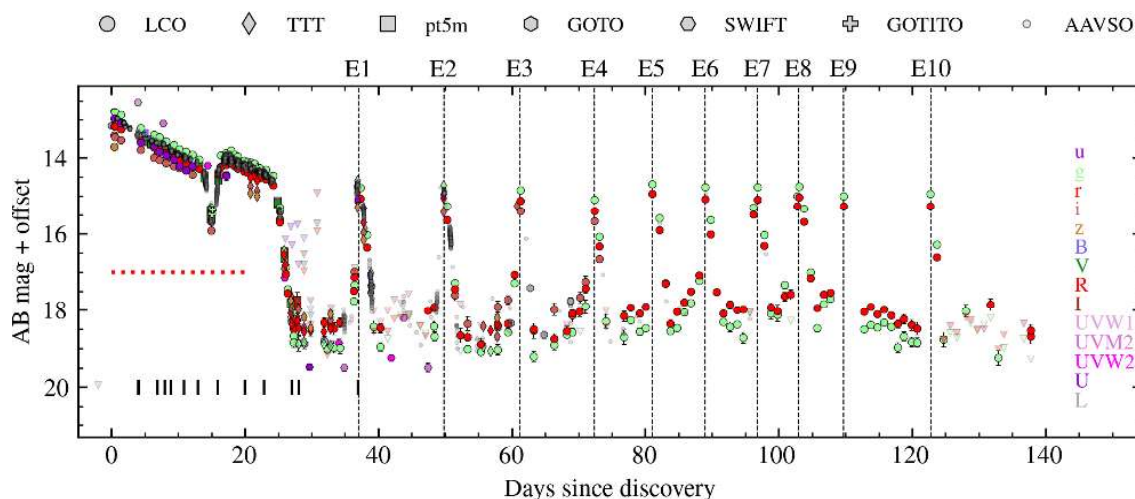 LCO TTT pt5m GOTO SWIFT GOTITO AAVSO
E1 E2 E3 E4 E5 E6 E7 E8 E9 E10
AB mag + offset
14
16
18
20
u
g
r
i
z
B
V
R
I
UVW1
UVM2
UVW2
U
L
0 20 40 60 80 100 120 140
Days since discovery